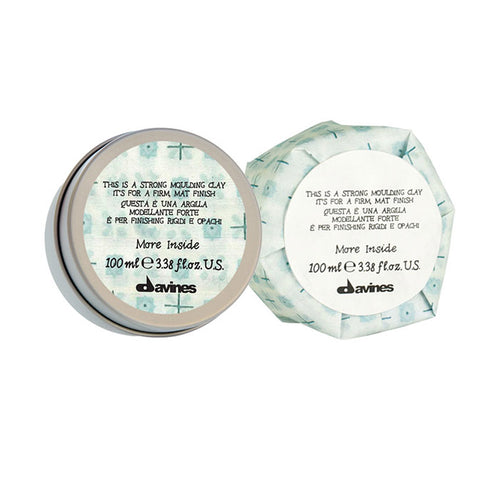 THIS IS A STRONG MOULDING CLAY
IT'S FOR A FIRM, MAT FINISH
QUESTA È UNA ARGILLA
MODELLANTE FORTE
È PER FINISHING RIGIDI E OPACHI
More Inside
100 ml e 3.38 fl.oz. U.S.
davines
THIS IS A STRONG MOULDING CLAY
IT'S FOR A FIRM, MAT FINISH
QUESTA È UNA ARGILLA
MODELLANTE FORTE
È PER FINISHING RIGIDI E OPACHI
More Inside
100 ml e 3.38 fl.oz. U.S.
davines